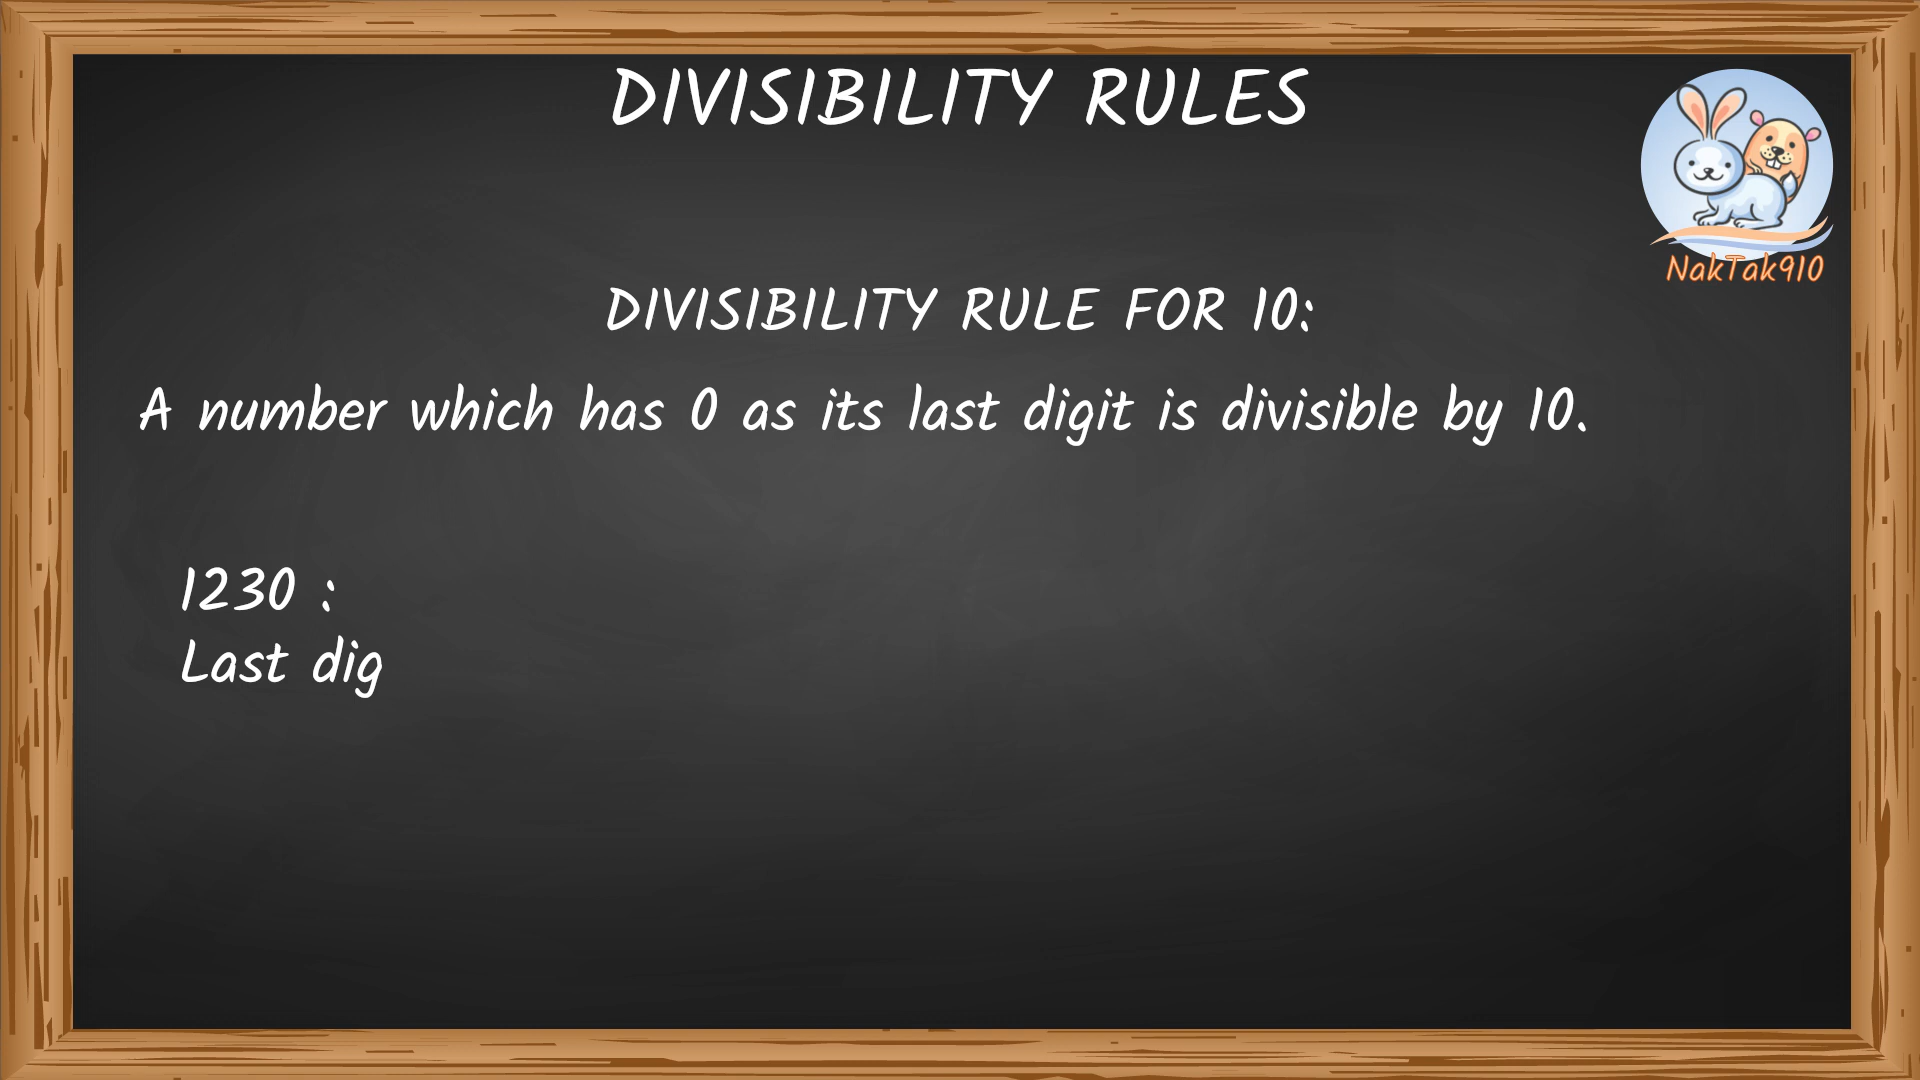 DIVISIBILITY RULES
NakTak910
DIVISIBILITY RULE FOR 10:
A number which has 0 as its last digit is divisible by 10.
1230 :
Last dig